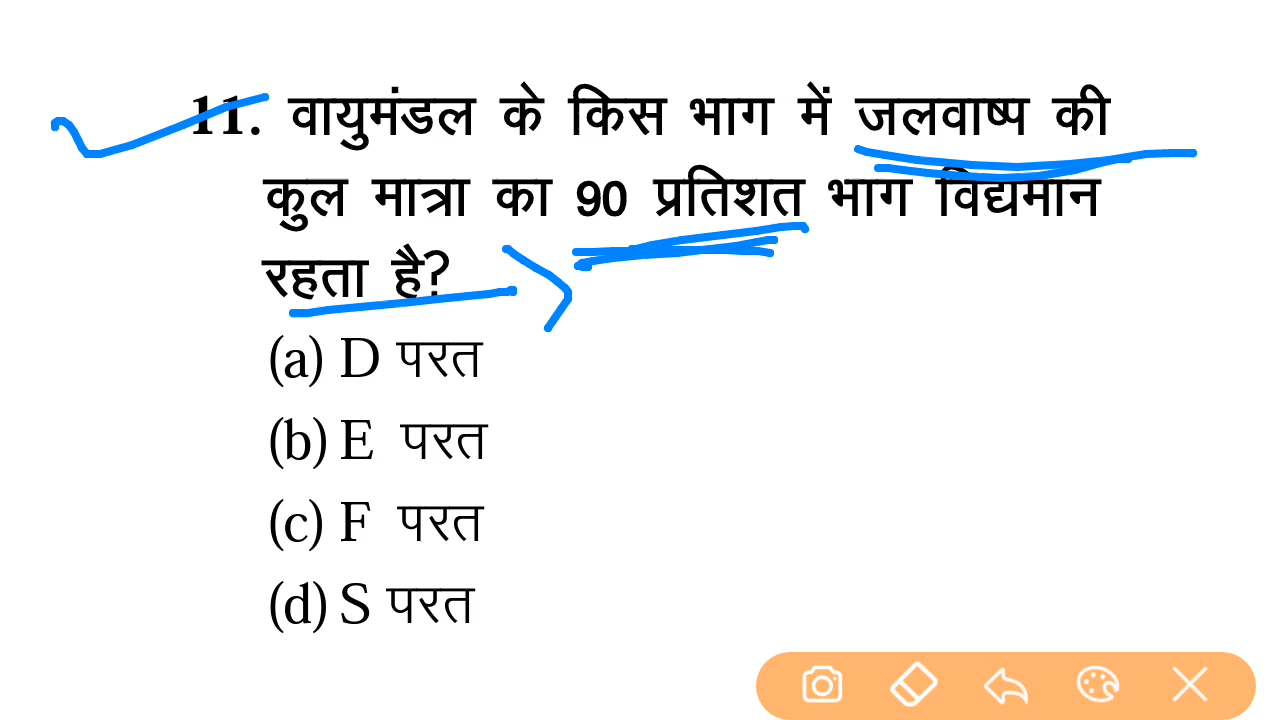 11. वायुमंडल के किस भाग में जलवाष्प की
कुल मात्रा का 90 प्रतिशत भाग विद्यमान
रहता है?
(a) D परत
(b) E परत
(c) F परत
(d) S परत